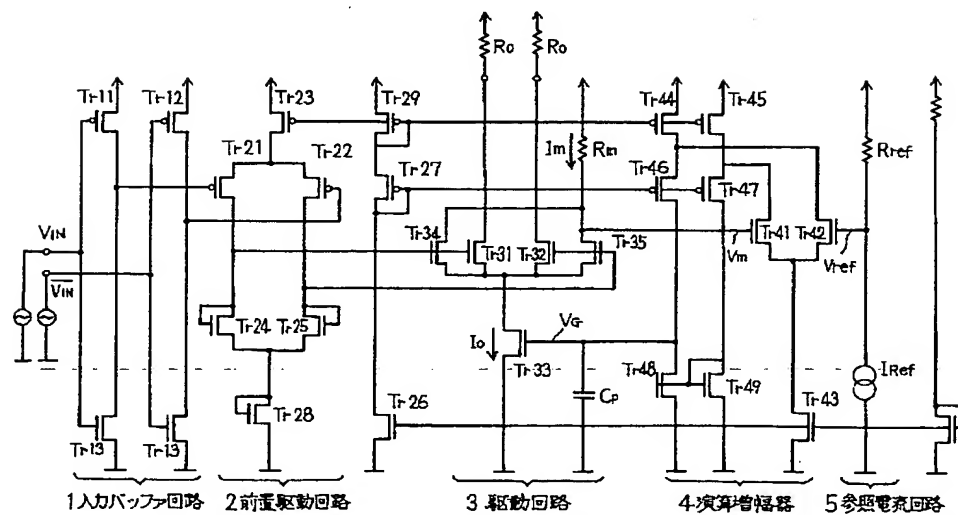 Ro
Ro
Tr11
Tr12
Tr23
Tr29
Tr44
Tr45
Tr21
Tr22
Tr27
Im
Rm
Tr46
Tr47
Rref
VIN
VIN
Tr34
Tr31
Tr32
Tr35
Vm
Tr41
Tr42
Vref
Tr24
Tr25
Io
VG
Tr33
Tr48
Tr49
IRef
Tr28
Tr26
CP
Tr43
Tr13
Tr13
1入力バッファ回路
2前置駆動回路
3.駆動回路
4.演算増幅器
5参照電流回路